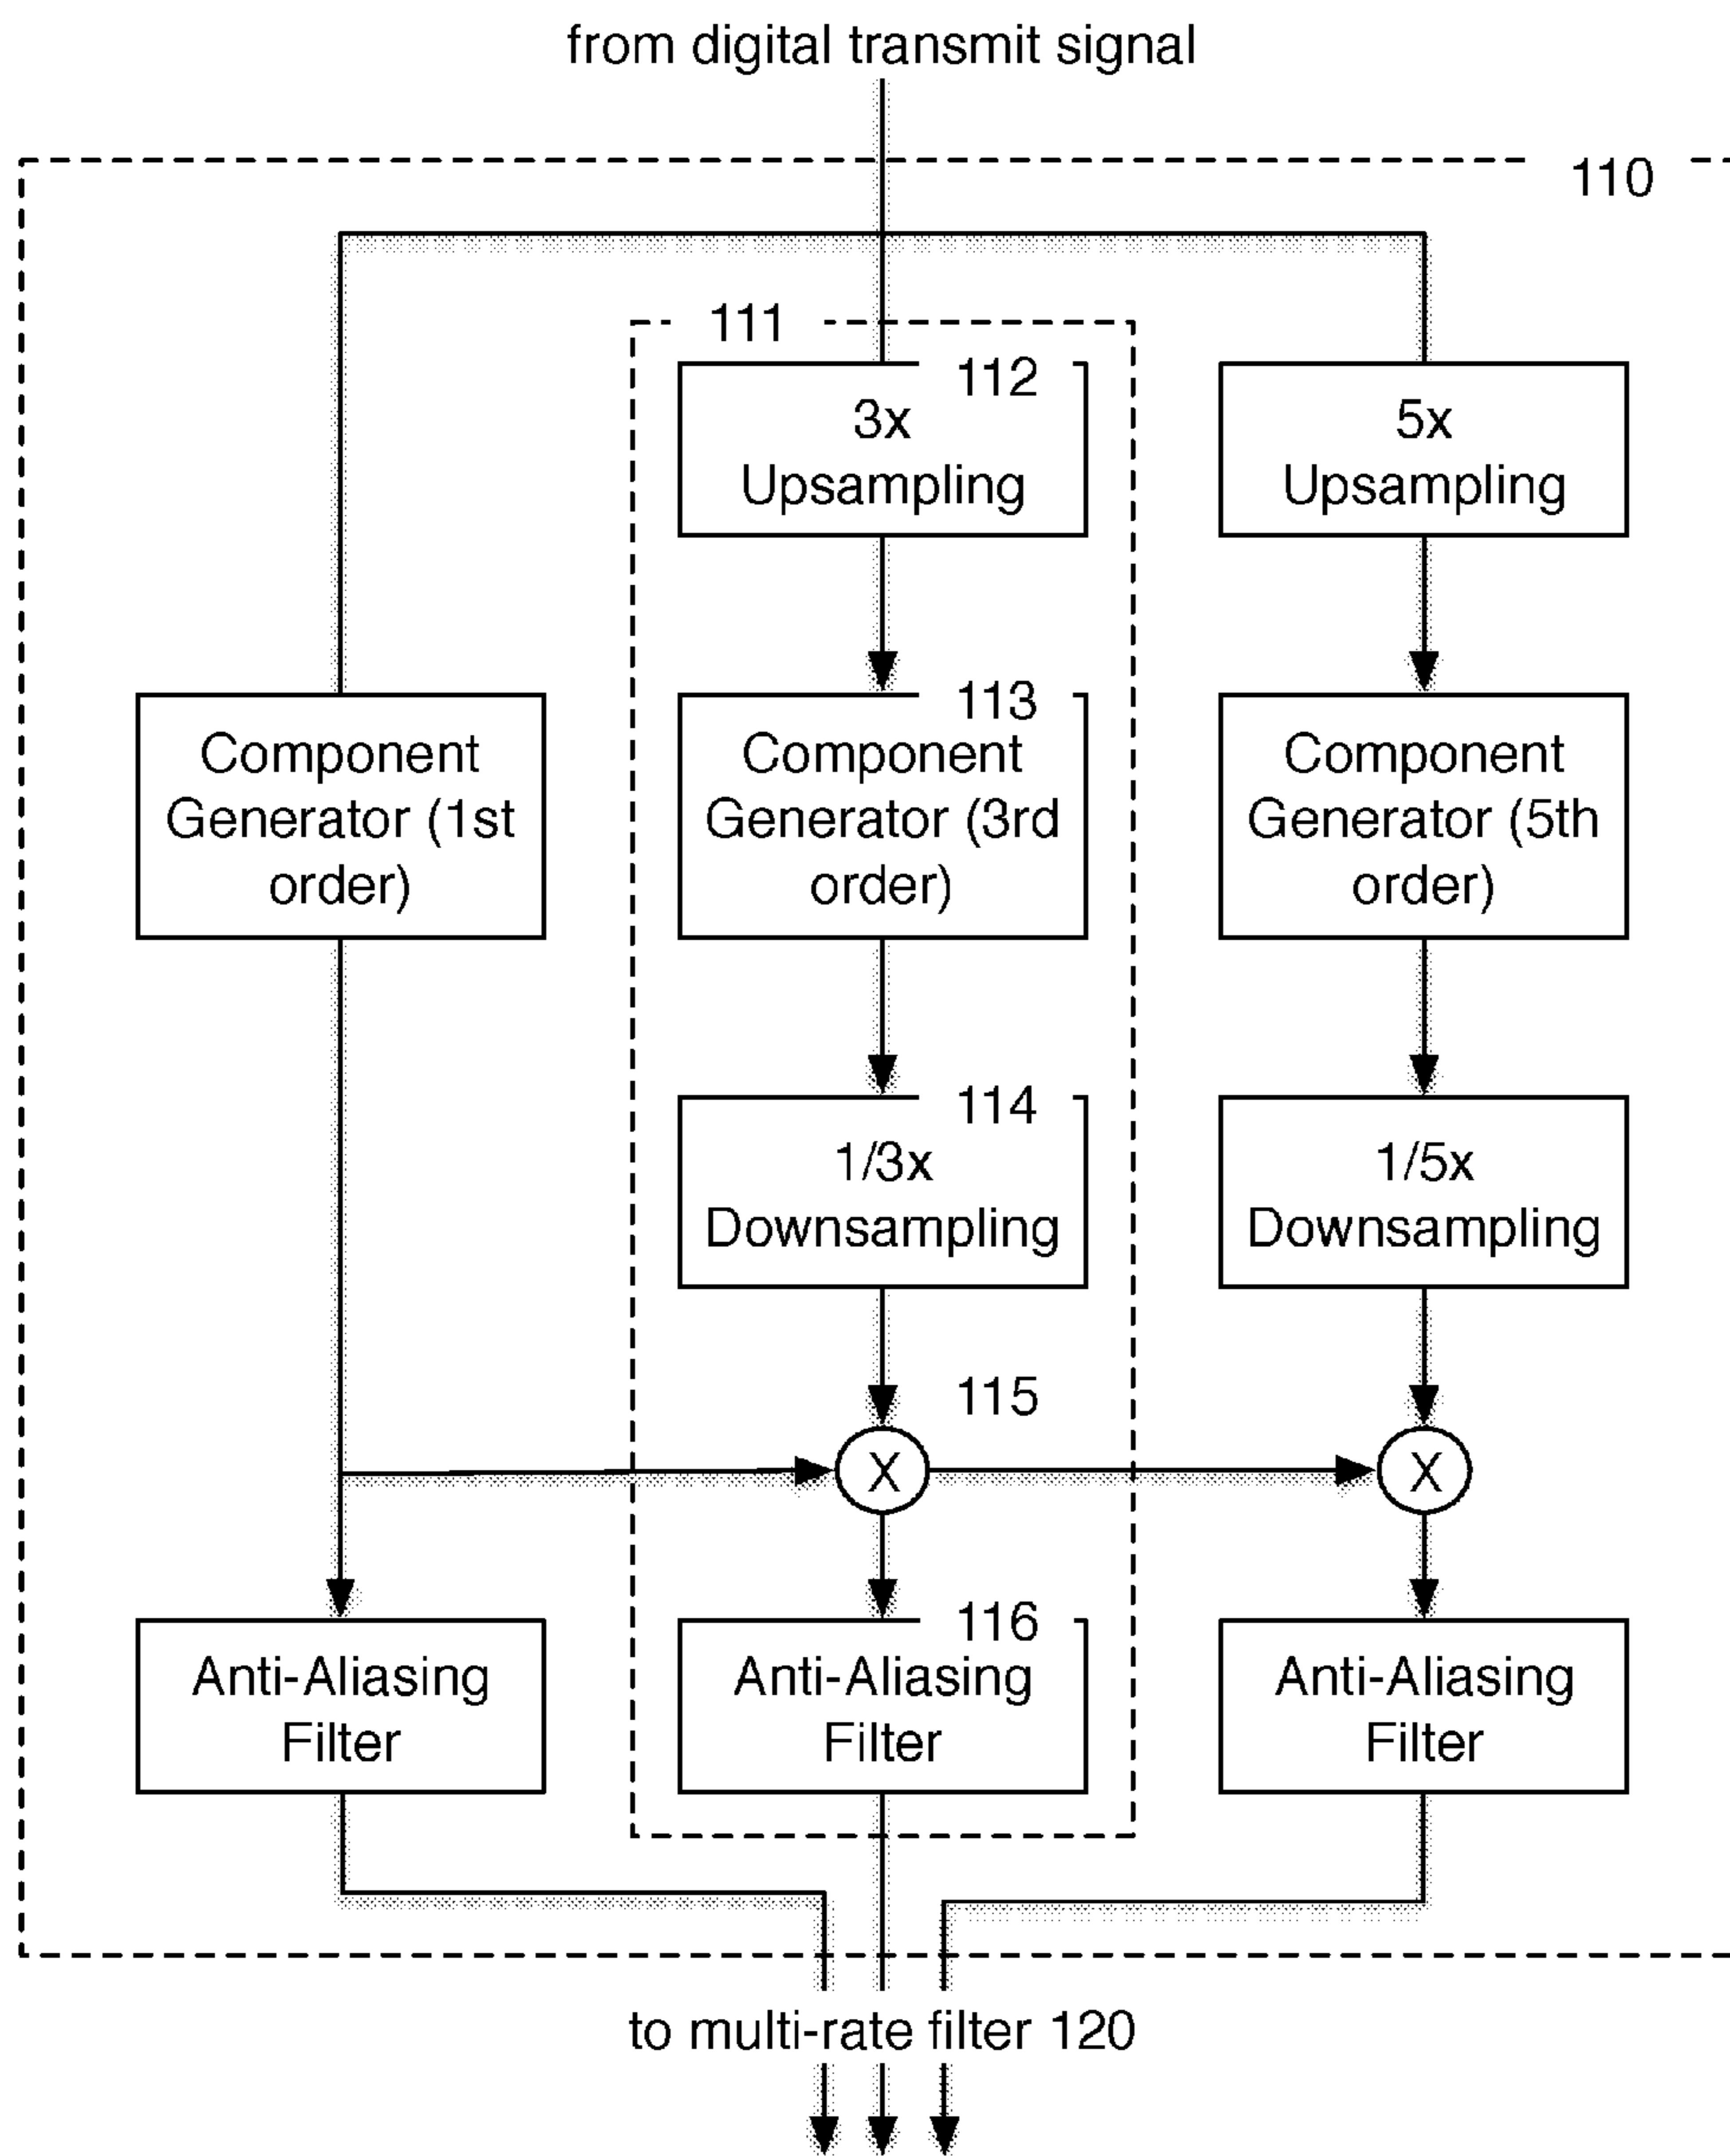 from digital transmit signal
110
111
112
3x
Upsampling
5x
Upsampling
Component
Generator (1st
order)
113
Component
Generator (3rd
order)
Component
Generator (5th
order)
114
1/3x
Downsampling
1/5x
Downsampling
115
X
X
Anti-Aliasing
Filter
116
Anti-Aliasing
Filter
Anti-Aliasing
Filter
to multi-rate filter 120